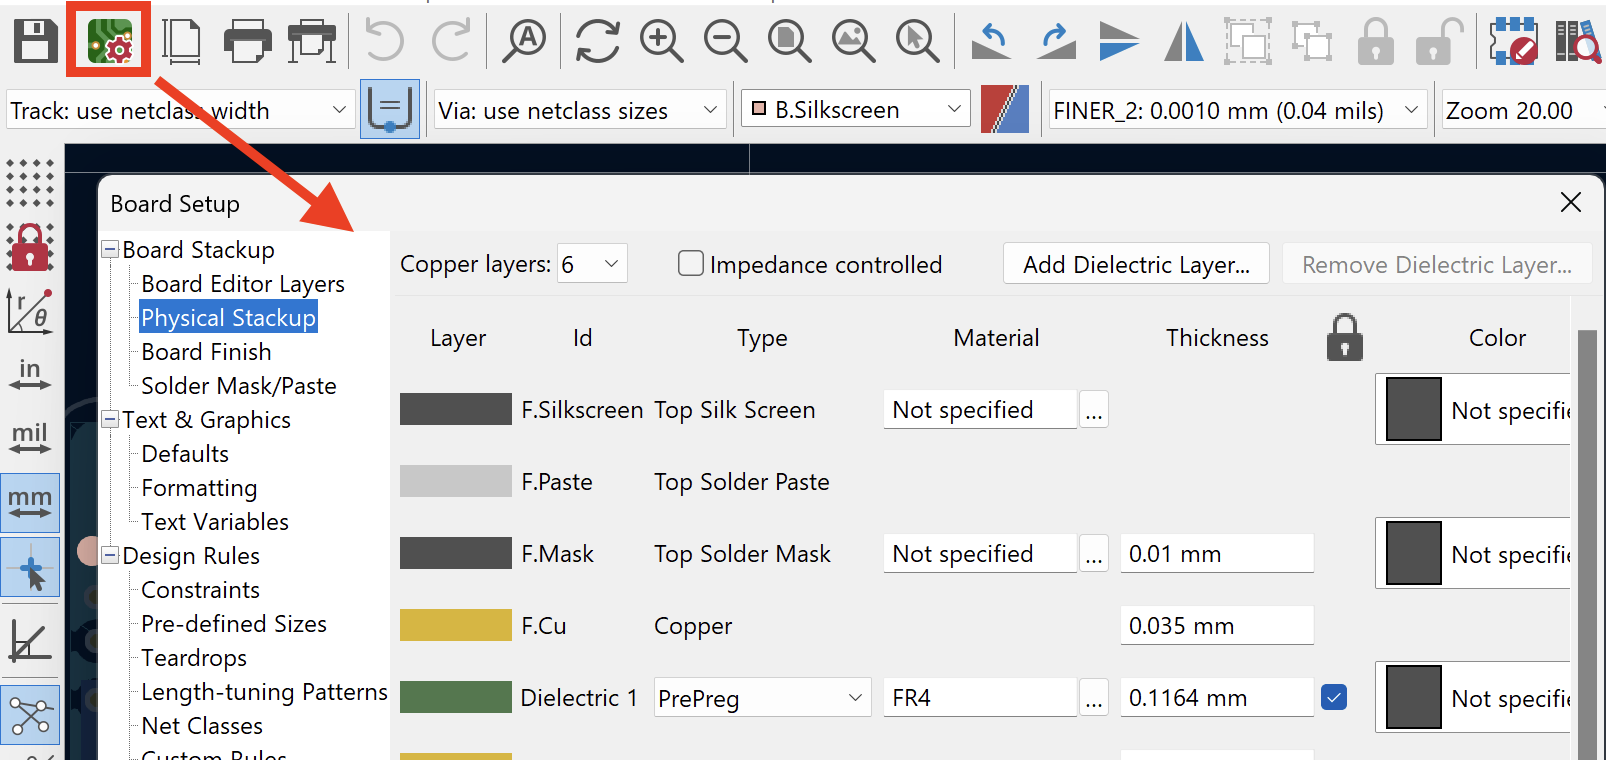 Track: use netclass width
Via: use netclass sizes
B.Silkscreen
FINER_2: 0.0010 mm (0.04 mils)
Zoom 20.00
in
mil
mm
r
θ
Board Setup
Board Stackup
Board Editor Layers
Physical Stackup
Board Finish
Solder Mask/Paste
Text & Graphics
Defaults
Formatting
Text Variables
Design Rules
Constraints
Pre-defined Sizes
Teardrops
Length-tuning Patterns
Net Classes
Custom Rules
Copper layers: 6
Impedance controlled
Add Dielectric Layer...
Remove Dielectric Layer...
Layer Id Type Material Thickness Color
F.Silkscreen Top Silk Screen Not specified ... Not specifie
F.Paste Top Solder Paste
F.Mask Top Solder Mask Not specified ... 0.01 mm Not specifie
F.Cu Copper 0.035 mm
Dielectric 1 PrePreg FR4 ... 0.1164 mm Not specifie